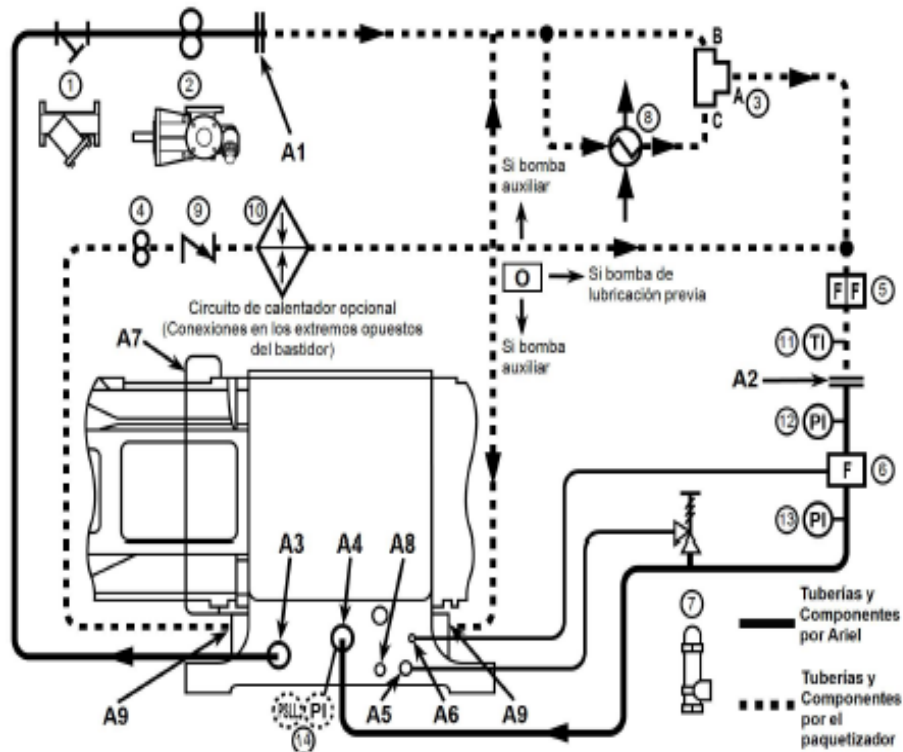 1
2
A1
B
A
3
C
8
Si bomba
auxiliar
4
9
10
O
Si bomba de
lubricación previa
Si bomba
auxiliar
Circuito de calentador opcional
(Conexiones en los extremos opuestos
del bastidor)
F F
5
11
TI
A7
A2
12
PI
F
6
13
PI
A3
A4
A8
7
A9
PSLL
PI
14
A5
A6
A9
Tuberías y
Componentes
por Ariel
Tuberías y
Componentes
por el
paquetizador